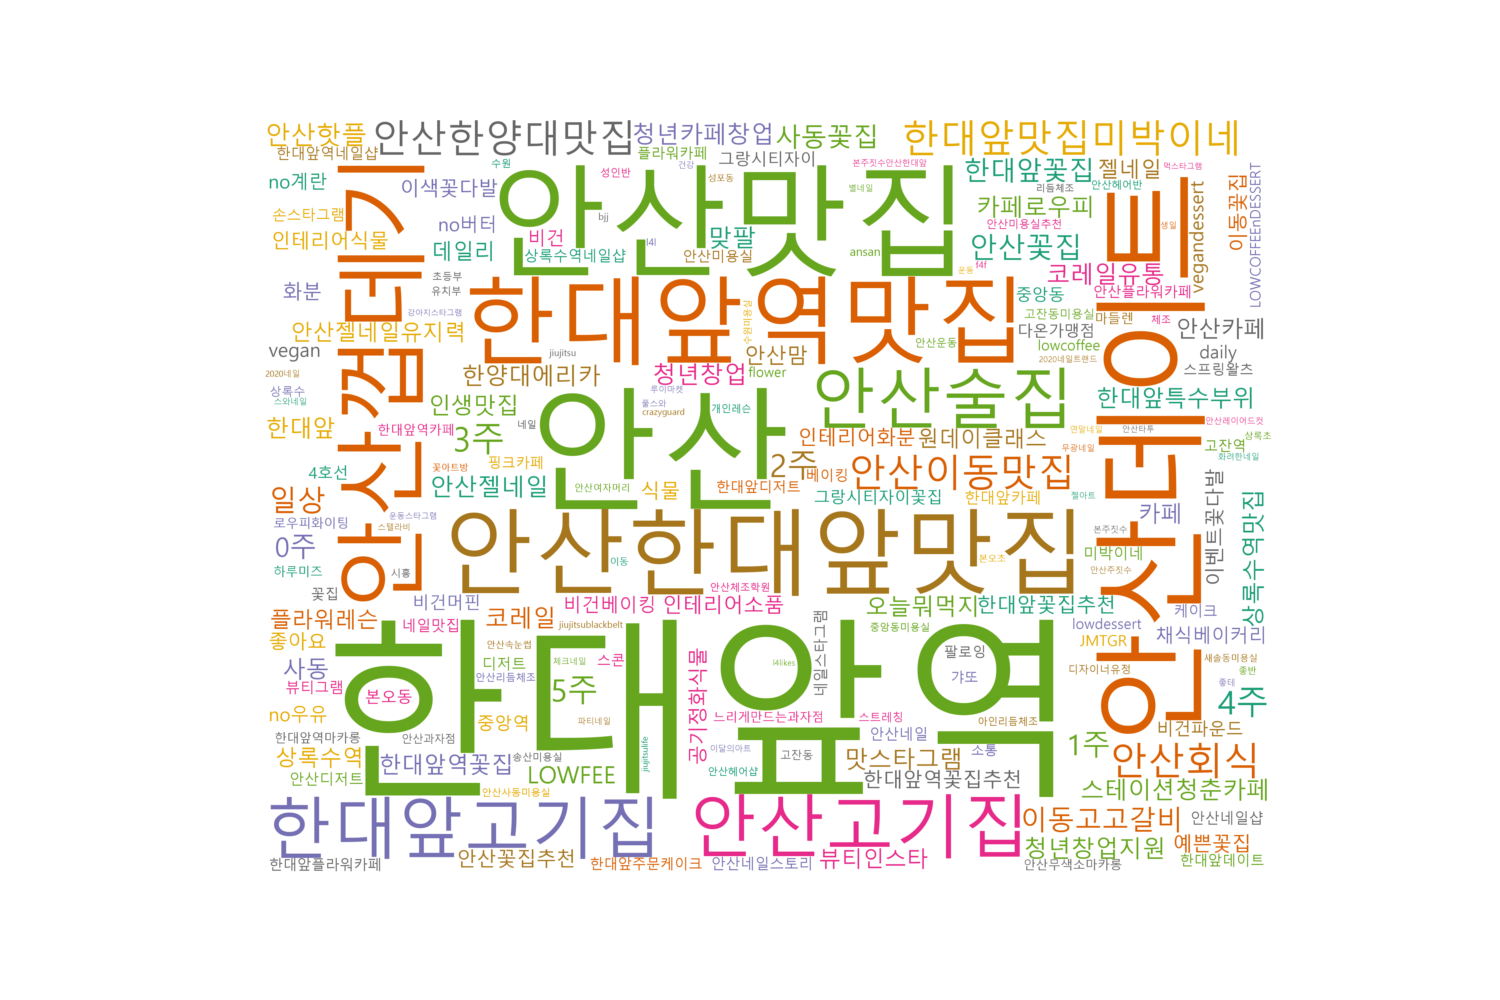 안산핫플
안산한양대맛집
청년카페창업
사동꽃집
한대앞맛집미박이네
한대앞역네일샵
수원
플라워카페
건강
그랑시티자이
본주짓수안산한대앞
먹스타그램
no계란
이색꽃다발
성인반
성포동
별네일
한대앞꽃집
젤네일
리듬체조
안산헤어반
이동꽃집
LOWCOFFEEnDESSERT
vegandessert
손스타그램
no버터
bjj
안산맛집
카페로우피
안산미용실추천
생일
인테리어식물
비건
l4l
맞팔
데일리
상록수역네일샵
안산미용실
ansan
안산꽃집
f4f
운동
코레일유통
안산껍데기
초등부
유치부
화분
강아지스타그램
한대앞역맛집
수원미용실
중앙동
안산플라워카페
고잔동미용실
마들렌
체조
안산데이트
안산젤네일유지력
다온가맹점
안산카페
안산운동
lowcoffee
vegan
jiujitsu
안산맘
2020네일트랜드
daily
스프링왈츠
2020네일
한양대에리카
청년창업
flower
안산술집
상록수
스와네일
인생맛집
루이마켓
풀스와
crazyguard
개인레슨
한대앞특수부위
안산레이어드컷
한대앞
한대앞역카페
3주
네일
안산
인테리어화분
원데이클래스
연말네일
안산타투
상록조
고잔역
우광네일
화려한네일
4호선
꽃아트방
핑크카페
2주
베이킹
안산이동맛집
일상
안산젤네일
안산여자머리
식물
한대앞디저트
그랑시티자이꽃집
한대앞카페
젤아트
이벤트꽃다발
상록수역맛집
로우피화이팅
운동스타그램
스텔라비
안산한대앞맛집
카페
본주짓수
0주
하루미즈
시흥
이동
본오초
미박이네
안산주짓수
꽃집
비건머핀
안산체조학원
비건베이킹
인테리어소품
오늘뭐먹지
한대앞꽃집추천
케이크
플라워레슨
네일맛집
코레일
jiujitsublackbelt
네일스타그램
중앙동미용실
lowdessert
채식베이커리
좋아요
안산속눈썹
JMTGR
사동
디저트
체크네일
스콘
l4likes
팔로잉
새솔동미용실
안산리듬체조
디자이너유정
좋반
뷰티그램
본오동
5주
한대앞역
공기정화식물
갸또
좋테
4주
no우유
중앙역
파티네일
느리게만드는과자점
스트레칭
아인리듬체조
비건파운드
한대앞역마카롱
안산과자점
jiujitsulife
이달의아트
안산네일
소통
1주
상록수역
한대앞역꽃집
송산미용실
고잔동
맛스타그램
안산회식
안산디저트
LOWFEE
안산헤어샵
한대앞역꽃집추천
스테이션청춘카페
안산사동미용실
한대앞고기집
안산고기집
이동고고갈비
안산네일샵
한대앞플라워카페
안산꽃집추천
한대앞주문케이크
안산네일스토리
뷰티인스타
청년창업지원
예쁜꽃집
안산무색소마카롱
한대앞데이트